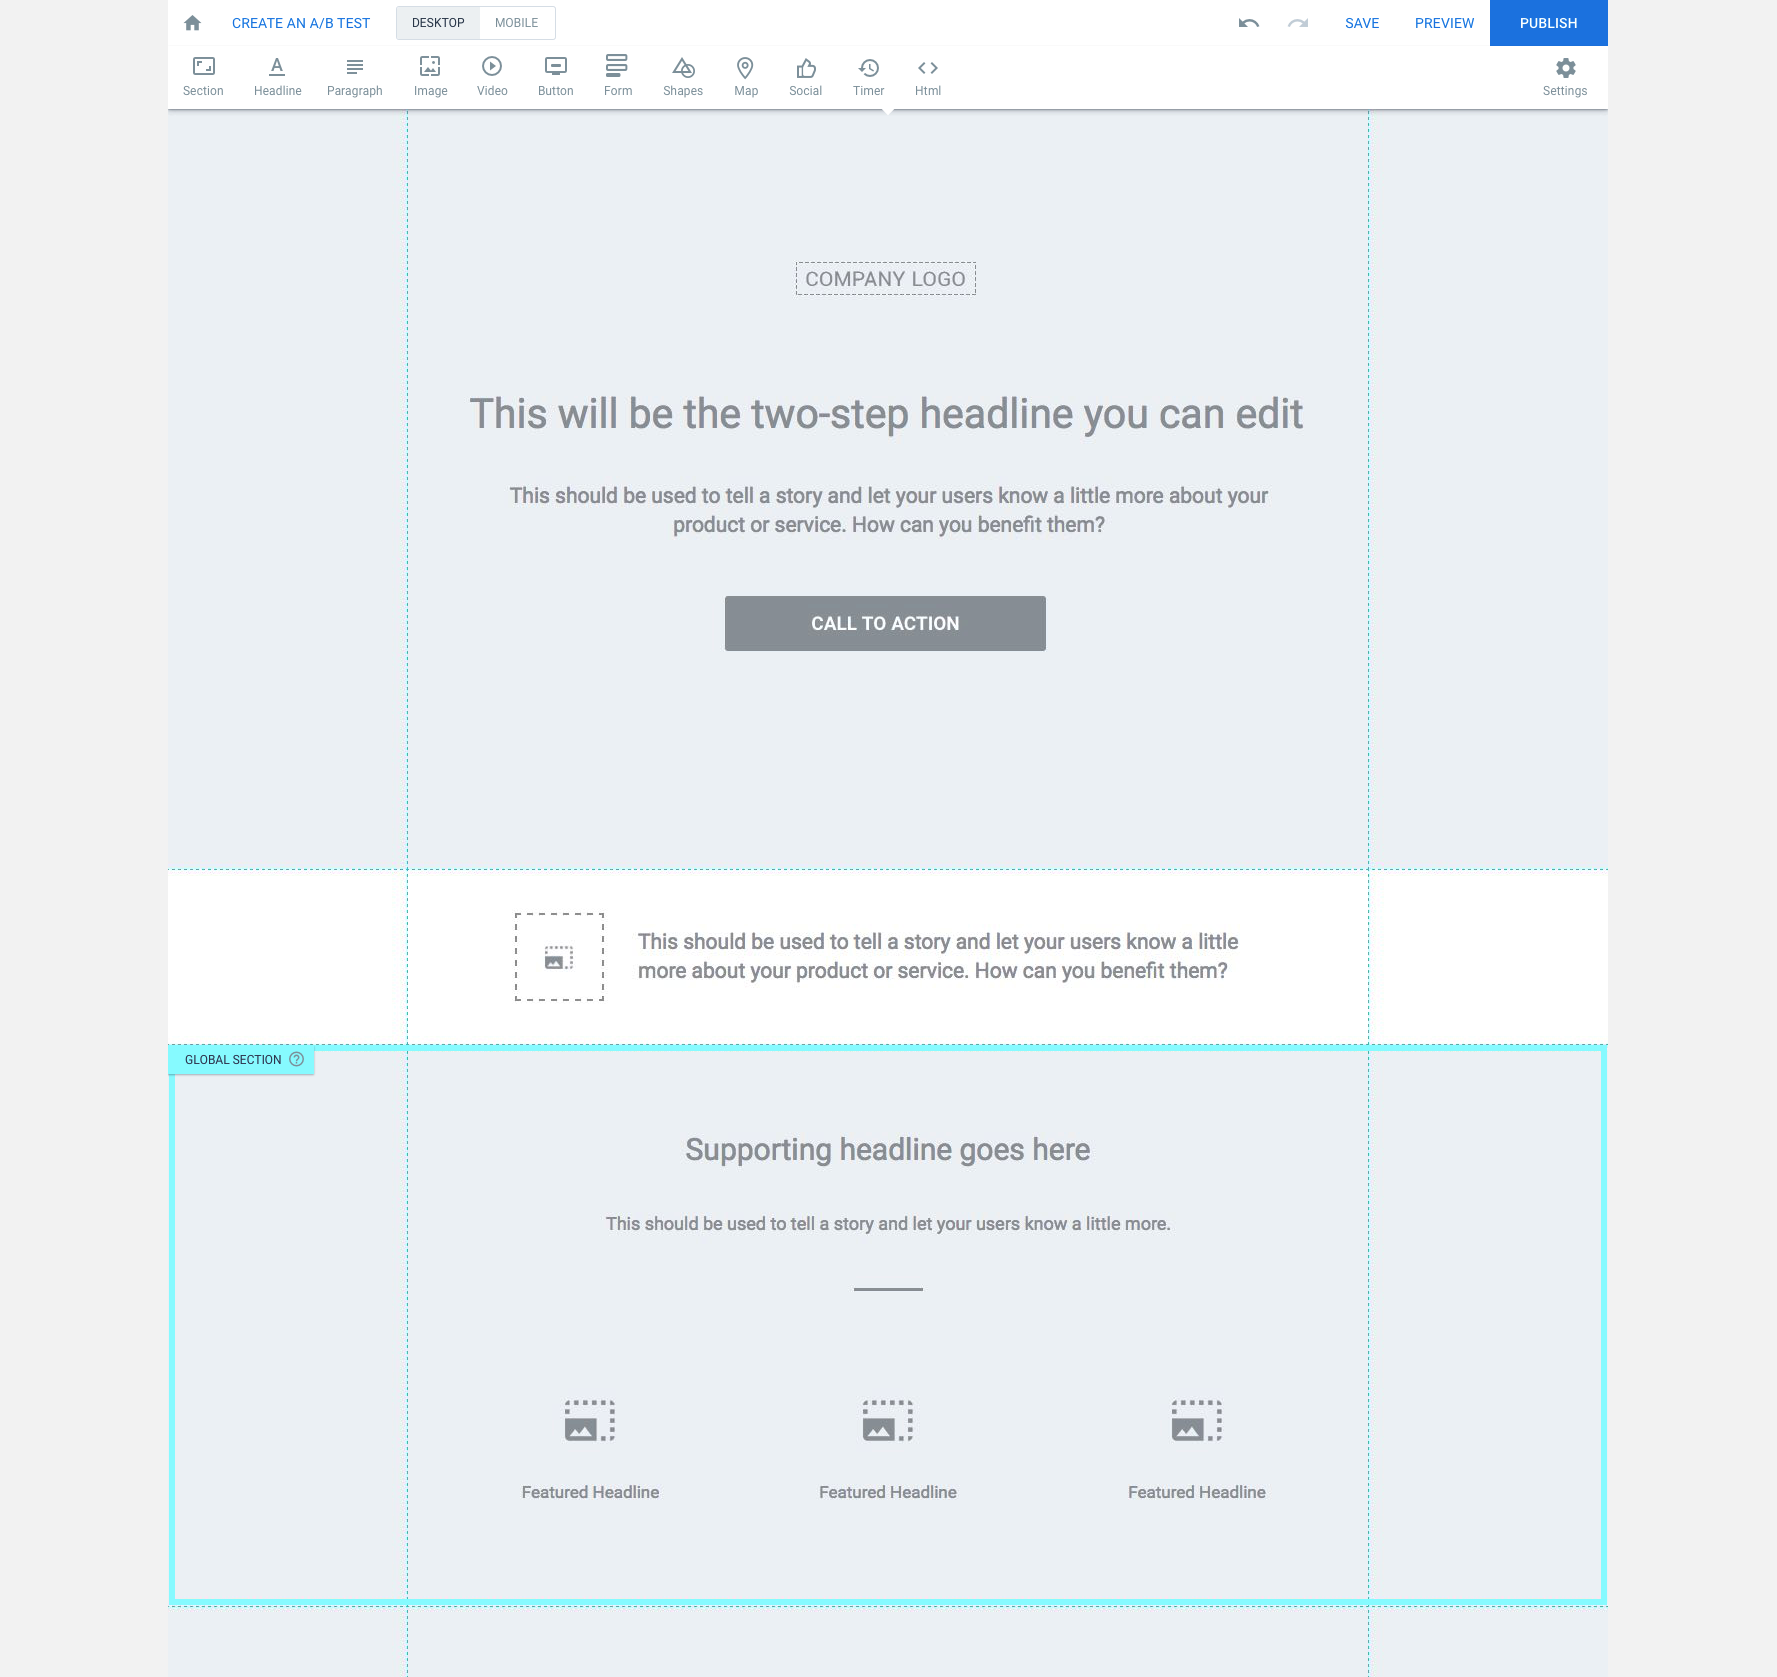 CREATE AN A/B TEST DESKTOP MOBILE SAVE PREVIEW PUBLISH
Section Headline Paragraph Image Video Button Form Shapes Map Social Timer Html Settings
COMPANY LOGO
This will be the two-step headline you can edit
This should be used to tell a story and let your users know a little more about your
product or service. How can you benefit them?
CALL TO ACTION
This should be used to tell a story and let your users know a little
more about your product or service. How can you benefit them?
GLOBAL SECTION ?
Supporting headline goes here
This should be used to tell a story and let your users know a little more.
Featured Headline Featured Headline Featured Headline